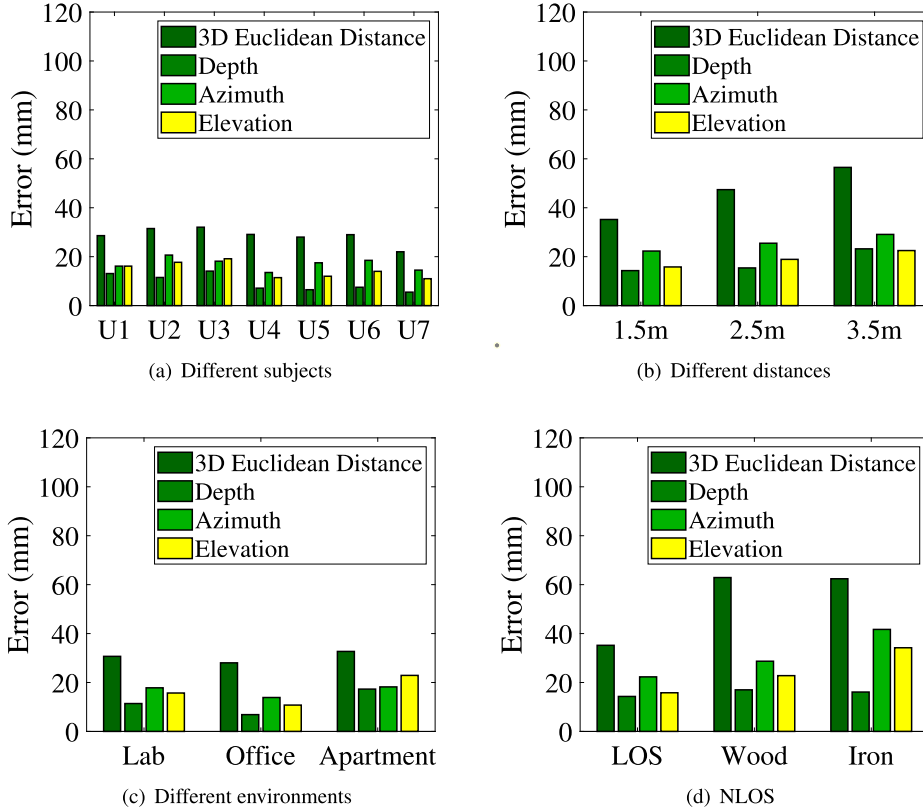 120
100
80
60
40
20
0
Error (mm)
3D Euclidean Distance
Depth
Azimuth
Elevation
U1 U2 U3 U4 U5 U6 U7
(a) Different subjects
120
100
80
60
40
20
0
Error (mm)
3D Euclidean Distance
Depth
Azimuth
Elevation
1.5m 2.5m 3.5m
(b) Different distances
120
100
80
60
40
20
0
Error (mm)
3D Euclidean Distance
Depth
Azimuth
Elevation
Lab Office Apartment
(c) Different environments
120
100
80
60
40
20
0
Error (mm)
3D Euclidean Distance
Depth
Azimuth
Elevation
LOS Wood Iron
(d) NLOS